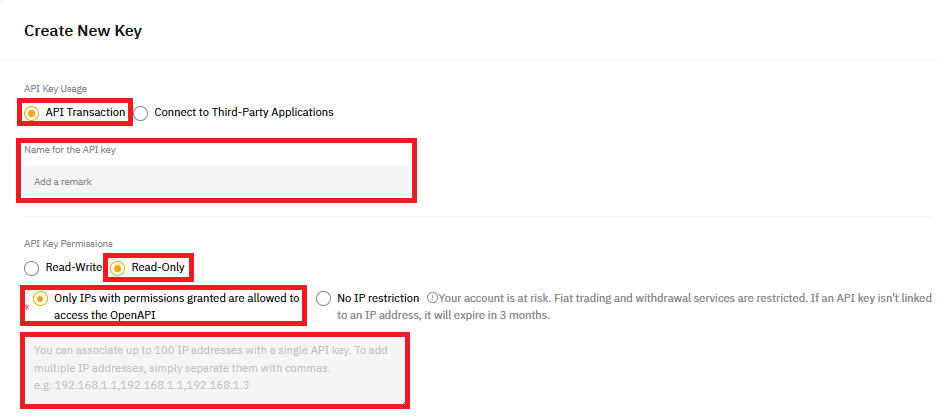 Create New Key
API Key Usage
API Transaction Connect to Third-Party Applications
Name for the API key
Add a remark
API Key Permissions
Read-Write Read-Only
Only IPs with permissions granted are allowed to
access the OpenAPI
No IP restriction Your account is at risk. Fiat trading and withdrawal services are restricted. If an API key isn't linked
to an IP address, it will expire in 3 months.
*
You can associate up to 100 IP addresses with a single API key. To add
multiple IP addresses, simply separate them with commas.
e.g: 192.168.1.1,192.168.1.1,192.168.1.3